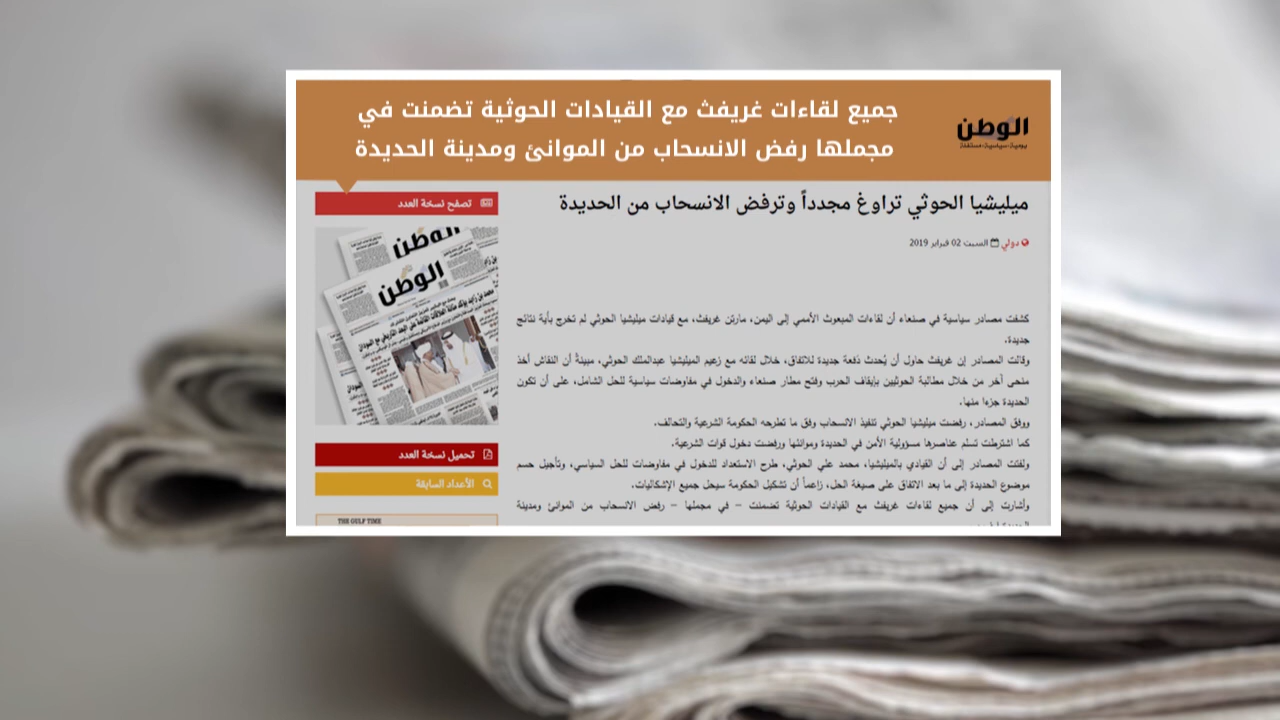 جميع لقاءات غريفث مع القيادات الحوثية تضمنت في
مجملها رفض الانسحاب من الموانئ ومدينة الحديدة
الوطن
يومية-سياسية-مستقلة
ميليشيا الحوثي تراوغ مجدداً وترفض الانسحاب من الحديدة
دولي السبت 02 فبراير 2019
كشفت مصادر سياسية في صنعاء أن لقاءات المبعوث الأممي إلى اليمن، مارتن غريفث، مع قيادات ميليشيا الحوثي لم تخرج بأية نتائج
جديدة.
وقالت المصادر إن غريفث حاول أن يُحدث دفعة جديدة للاتفاق، خلال لقائه مع زعيم الميليشيا عبدالملك الحوثي، مبينةً أن النقاش أخذ
منحى آخر من خلال مطالبة الحوثيين بإيقاف الحرب وفتح مطار صنعاء والدخول في مفاوضات سياسية للحل الشامل، على أن تكون
الحديدة جزءا منها.
ووفق المصادر، رفضت ميليشيا الحوثي تنفيذ الانسحاب وفق ما تطرحه الحكومة الشرعية والتحالف.
كما اشترطت تسلم عناصرها مسؤولية الأمن في الحديدة وموانئها ورفضت دخول قوات الشرعية.
ولفتت المصادر إلى أن القيادي بالميليشيا، محمد علي الحوثي، طرح الاستعداد للدخول في مفاوضات للحل السياسي، وتأجيل حسم
موضوع الحديدة إلى ما بعد الاتفاق على صيغة الحل، زاعماً أن تشكيل الحكومة سيحل جميع الإشكاليات.
وأشارت إلى أن جميع لقاءات غريفث مع القيادات الحوثية تضمنت – في مجملها – رفض الانسحاب من الموانئ ومدينة
تصفح نسخة العدد
الوطن
الوطن
تحميل نسخة العدد
الأعداد السابقة
THE GULF TIME